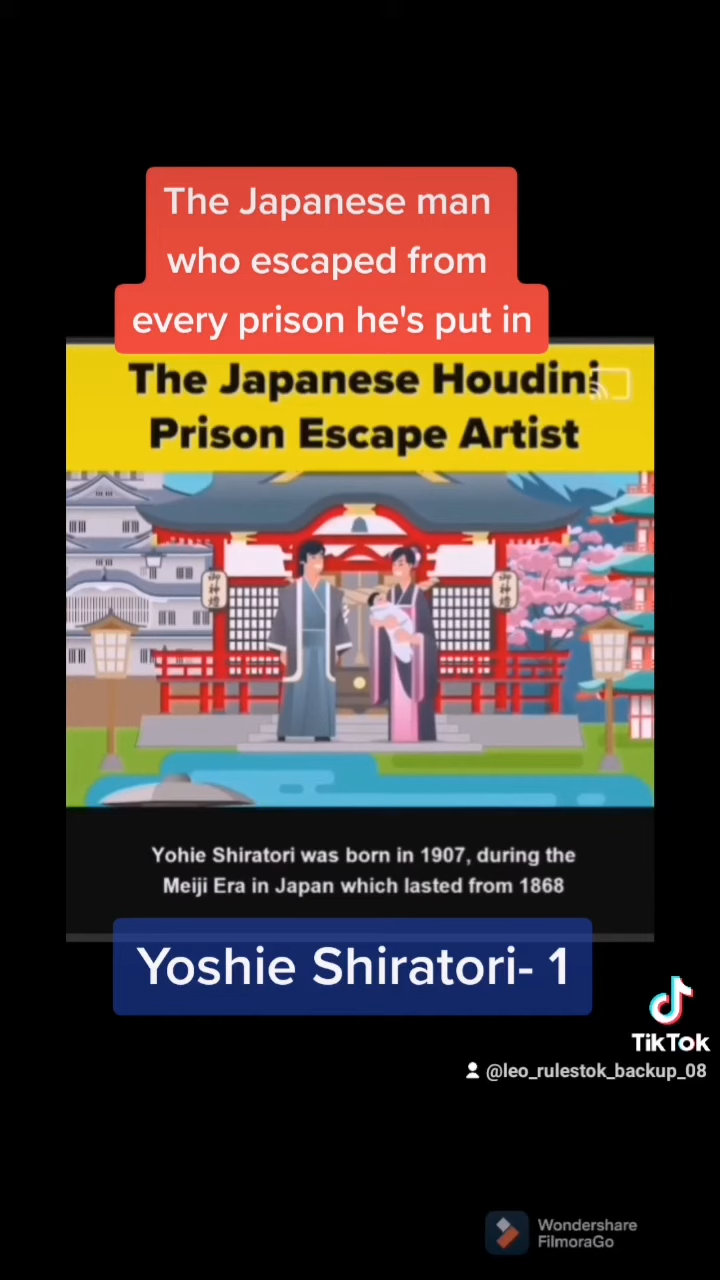 The Japanese man
who escaped from
every prison he's put in
The Japanese Houdini
Prison Escape Artist
Yohie Shiratori was born in 1907, during the
Meiji Era in Japan which lasted from 1868
Yoshie Shiratori- 1
TikTok
@leo_rulestok_backup_08
Wondershare
FilmoraGo